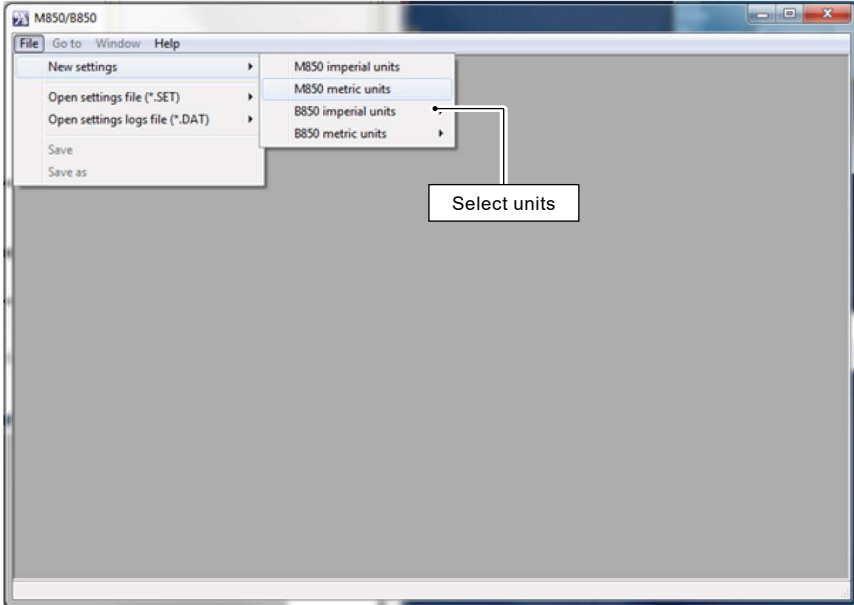 M850/B850
File Go to Window Help
New settings
Open settings file (*.SET)
Open settings logs file (*.DAT)
Save
Save as
M850 imperial units
M850 metric units
B850 imperial units
B850 metric units
Select units